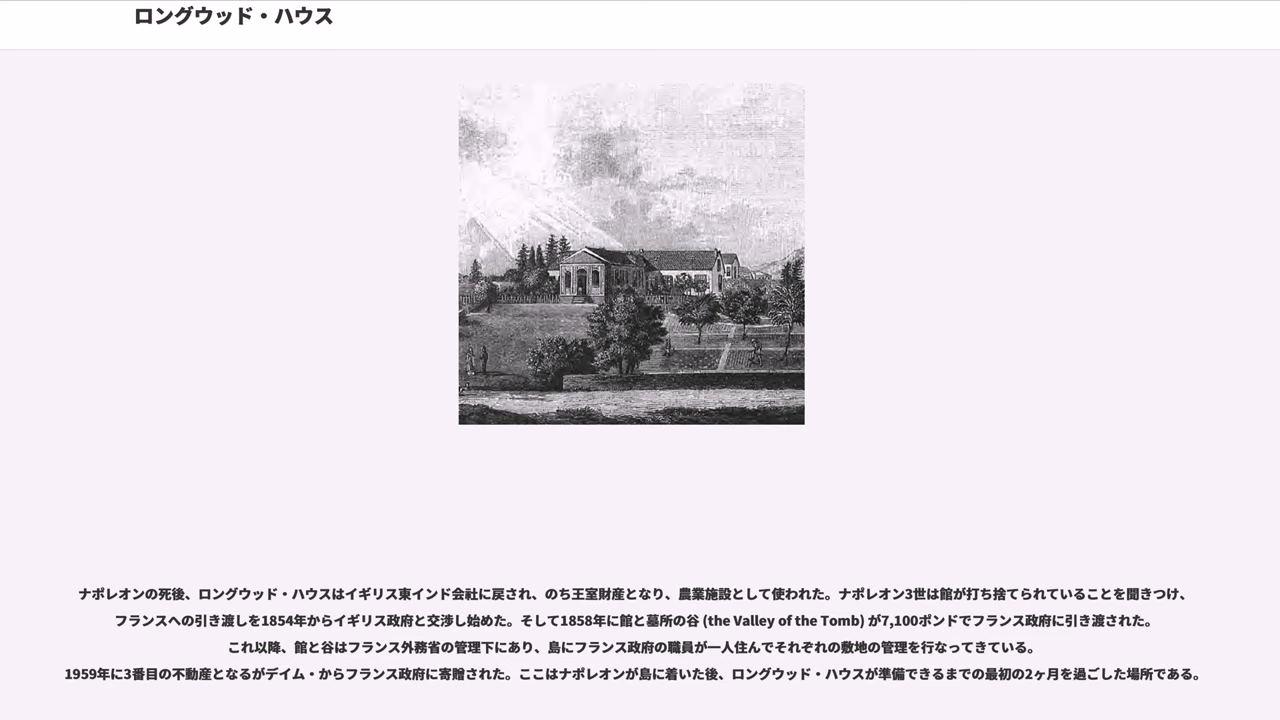 ロングウッド・ハウス
ナポレオンの死後、ロングウッド・ハウスはイギリス東インド会社に戻され、のち王室財産となり、農業施設として使われた。ナポレオン3世は館が打ち捨てられていることを聞きつけ、
フランスへの引き渡しを1854年からイギリス政府と交渉し始めた。そして1858年に館と墓所の谷 (the Valley of the Tomb) が7,100ポンドでフランス政府に引き渡された。
これ以降、館と谷はフランス外務省の管理下にあり、島にフランス政府の職員が一人住んでそれぞれの敷地の管理を行なってきている。
1959年に3番目の不動産となるがデイム・からフランス政府に寄贈された。ここはナポレオンが島に着いた後、ロングウッド・ハウスが準備できるまでの最初の2ヶ月を過ごした場所である。